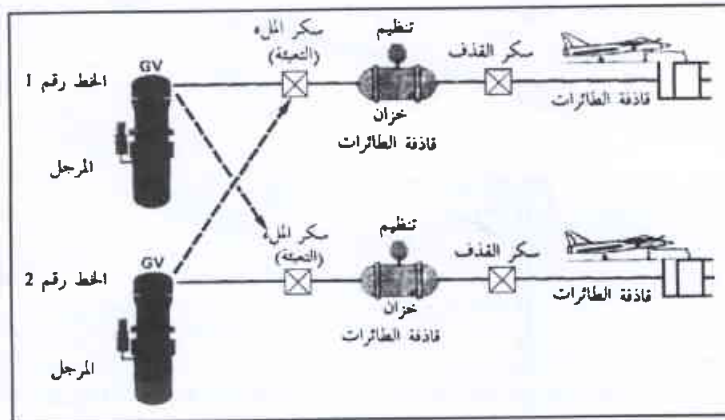 تنظيم
سكر الملء
(التعبئة)
سكر القذف
GV
الخط رقم 1
خزان
قاذفة الطائرات
قاذفة الطائرات
المرجل
تنظيم
سكر الملء
(التعبئة)
سكر القذف
GV
الخط رقم 2
قاذفة الطائرات
خزان
قاذفة الطائرات
المرجل